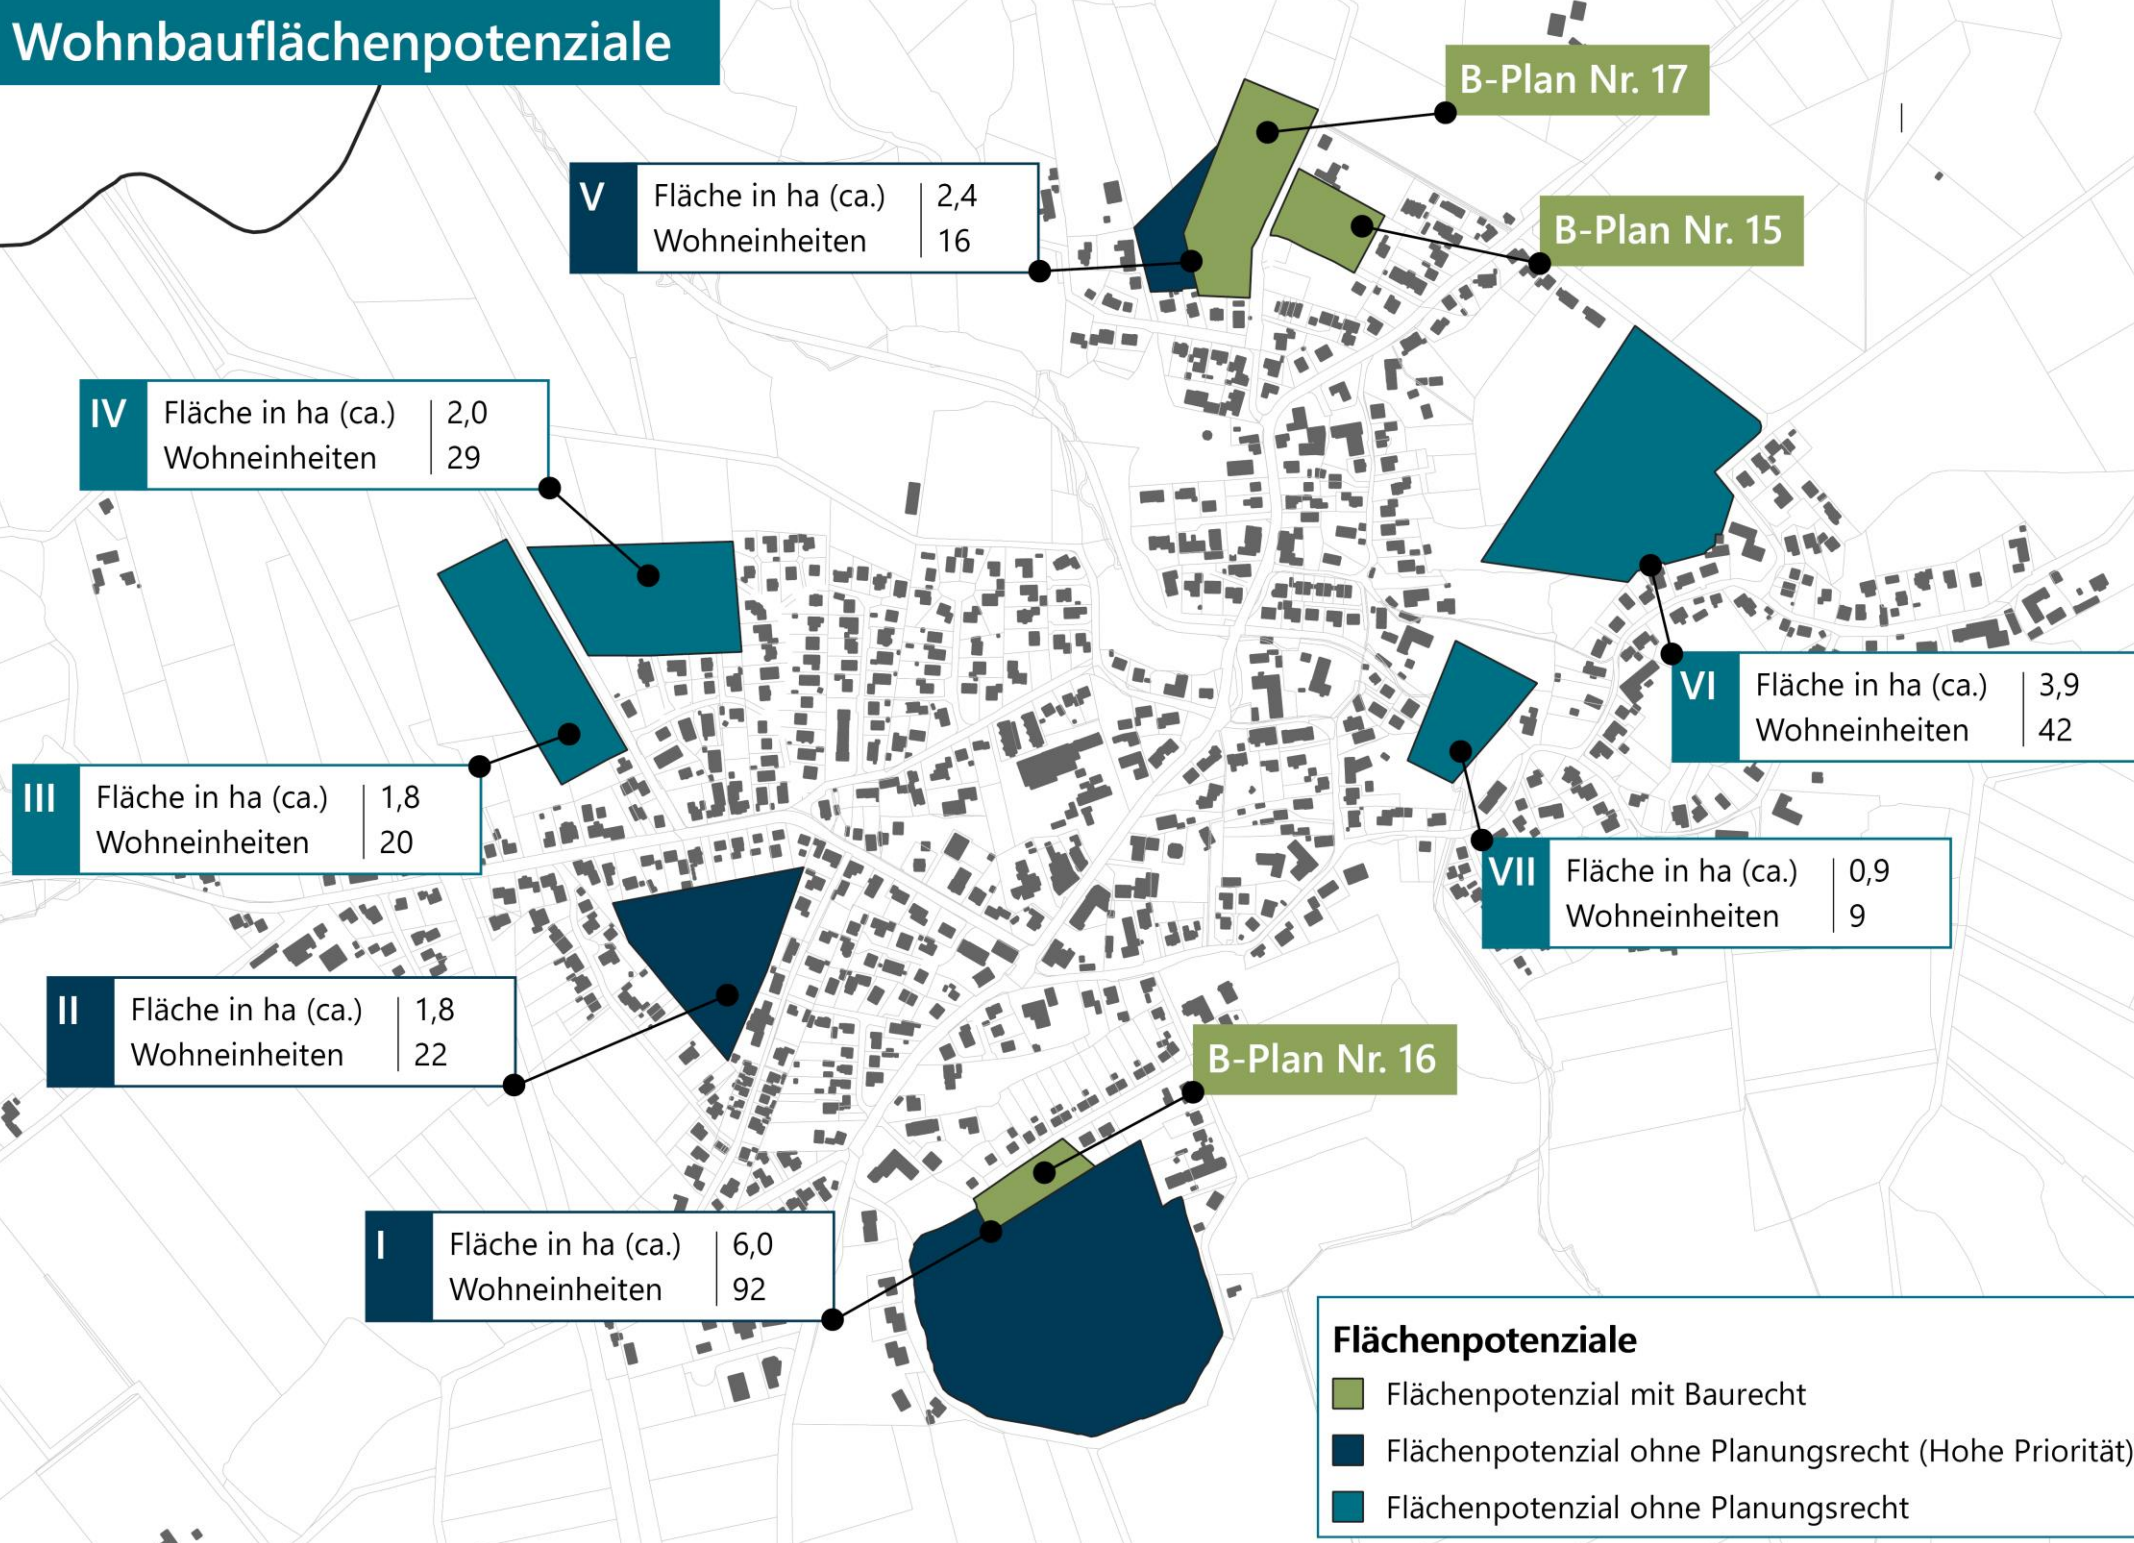 Wohnbauflächenpotenziale
B-Plan Nr. 17
V
Fläche in ha (ca.) 2,4
Wohneinheiten 16
B-Plan Nr. 15
IV
Fläche in ha (ca.) 2,0
Wohneinheiten 29
VI
Fläche in ha (ca.) 3,9
Wohneinheiten 42
III
Fläche in ha (ca.) 1,8
Wohneinheiten 20
VII
Fläche in ha (ca.) 0,9
Wohneinheiten 9
II
Fläche in ha (ca.) 1,8
Wohneinheiten 22
B-Plan Nr. 16
I
Fläche in ha (ca.) 6,0
Wohneinheiten 92
Flächenpotenziale
Flächenpotenzial mit Baurecht
Flächenpotenzial ohne Planungsrecht (Hohe Priorität)
Flächenpotenzial ohne Planungsrecht